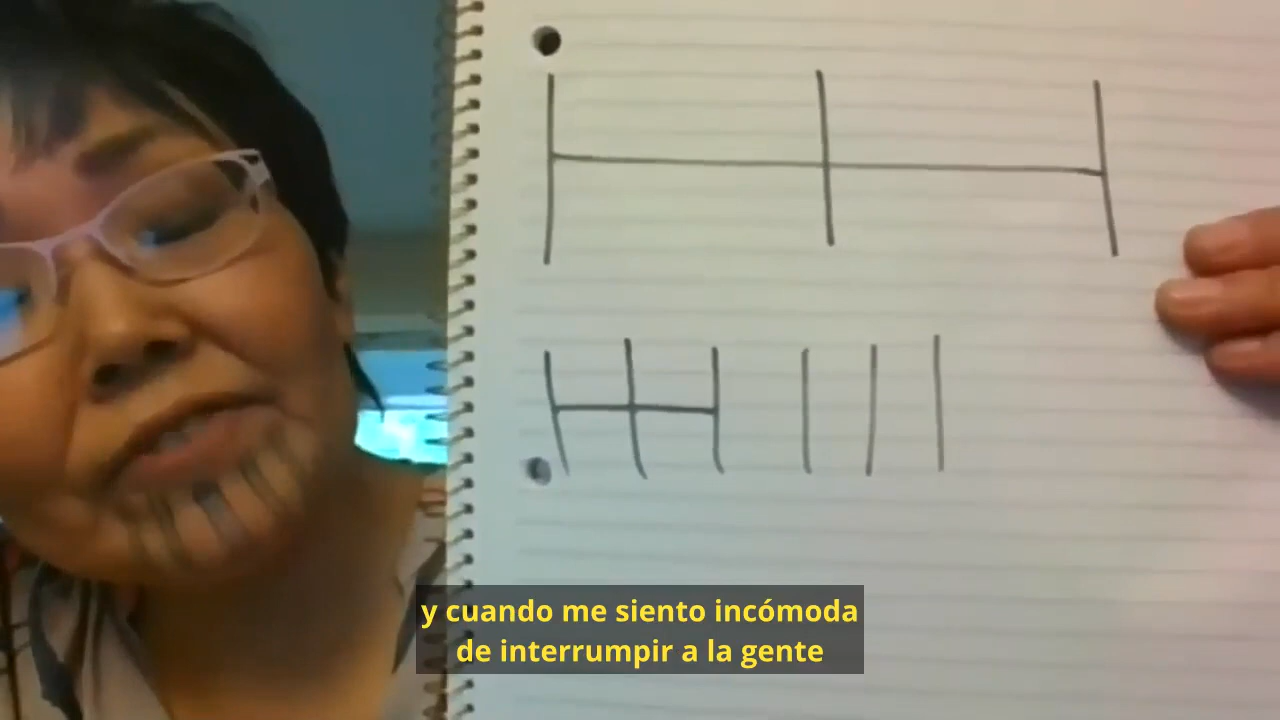 y cuando me siento incómoda
de interrumpir a la gente